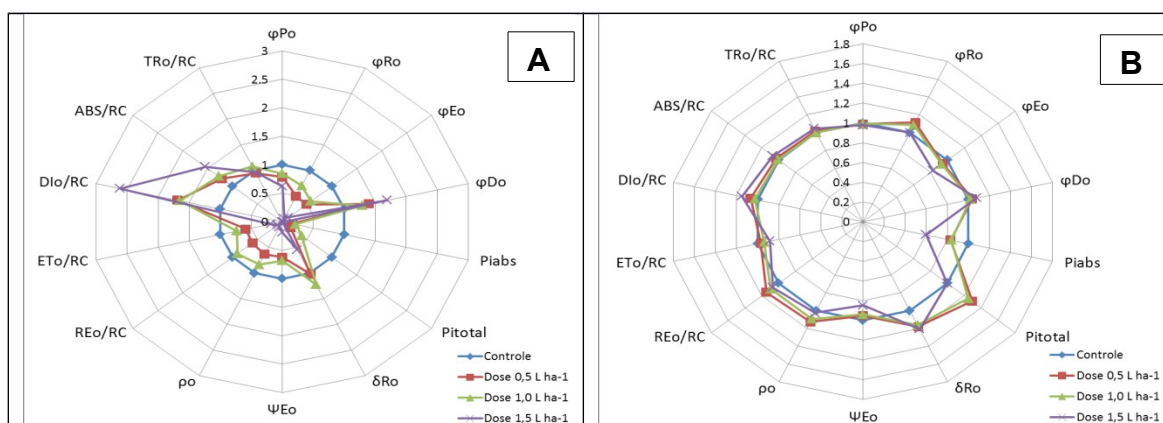 A
φPo
φRo
φEo
φDo
Piabs
Pitotal
δRo
ΨEo
ρo
REo/RC
ETo/RC
DIo/RC
ABS/RC
TRo/RC
3
2.5
2
1.5
1
0.5
0
Controle
Dose 0,5 L ha-1
Dose 1,0 L ha-1
Dose 1,5 L ha-1
B
φPo
φRo
φEo
φDo
Piabs
Pitotal
δRo
ΨEo
ρo
REo/RC
ETo/RC
DIo/RC
ABS/RC
TRo/RC
1.8
1.6
1.4
1.2
1
0.8
0.6
0.4
0.2
0
Controle
Dose 0,5 L ha-1
Dose 1,0 L ha-1
Dose 1,5 L ha-1